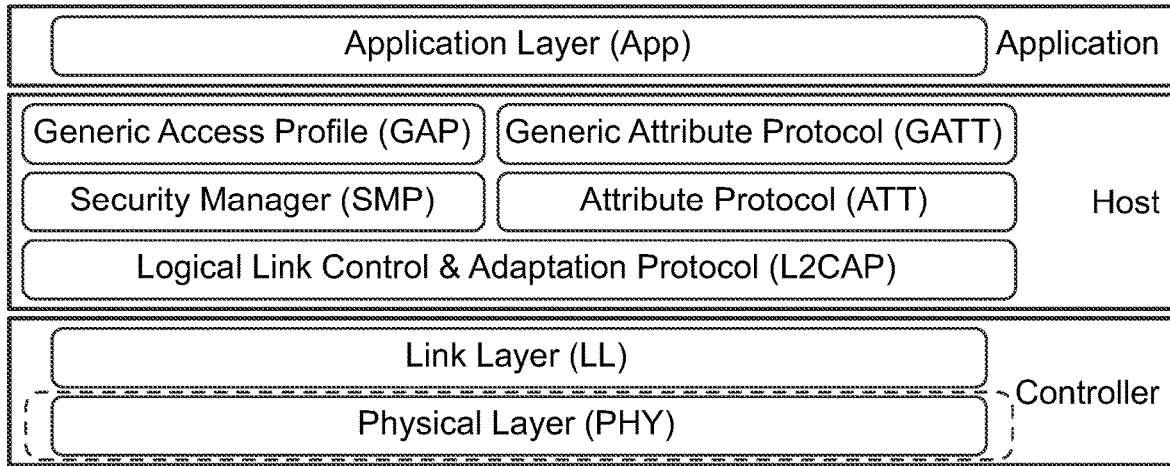 Application Layer (App)
Application
Generic Access Profile (GAP)
Generic Attribute Protocol (GATT)
Security Manager (SMP)
Attribute Protocol (ATT)
Host
Logical Link Control & Adaptation Protocol (L2CAP)
Link Layer (LL)
Controller
Physical Layer (PHY)